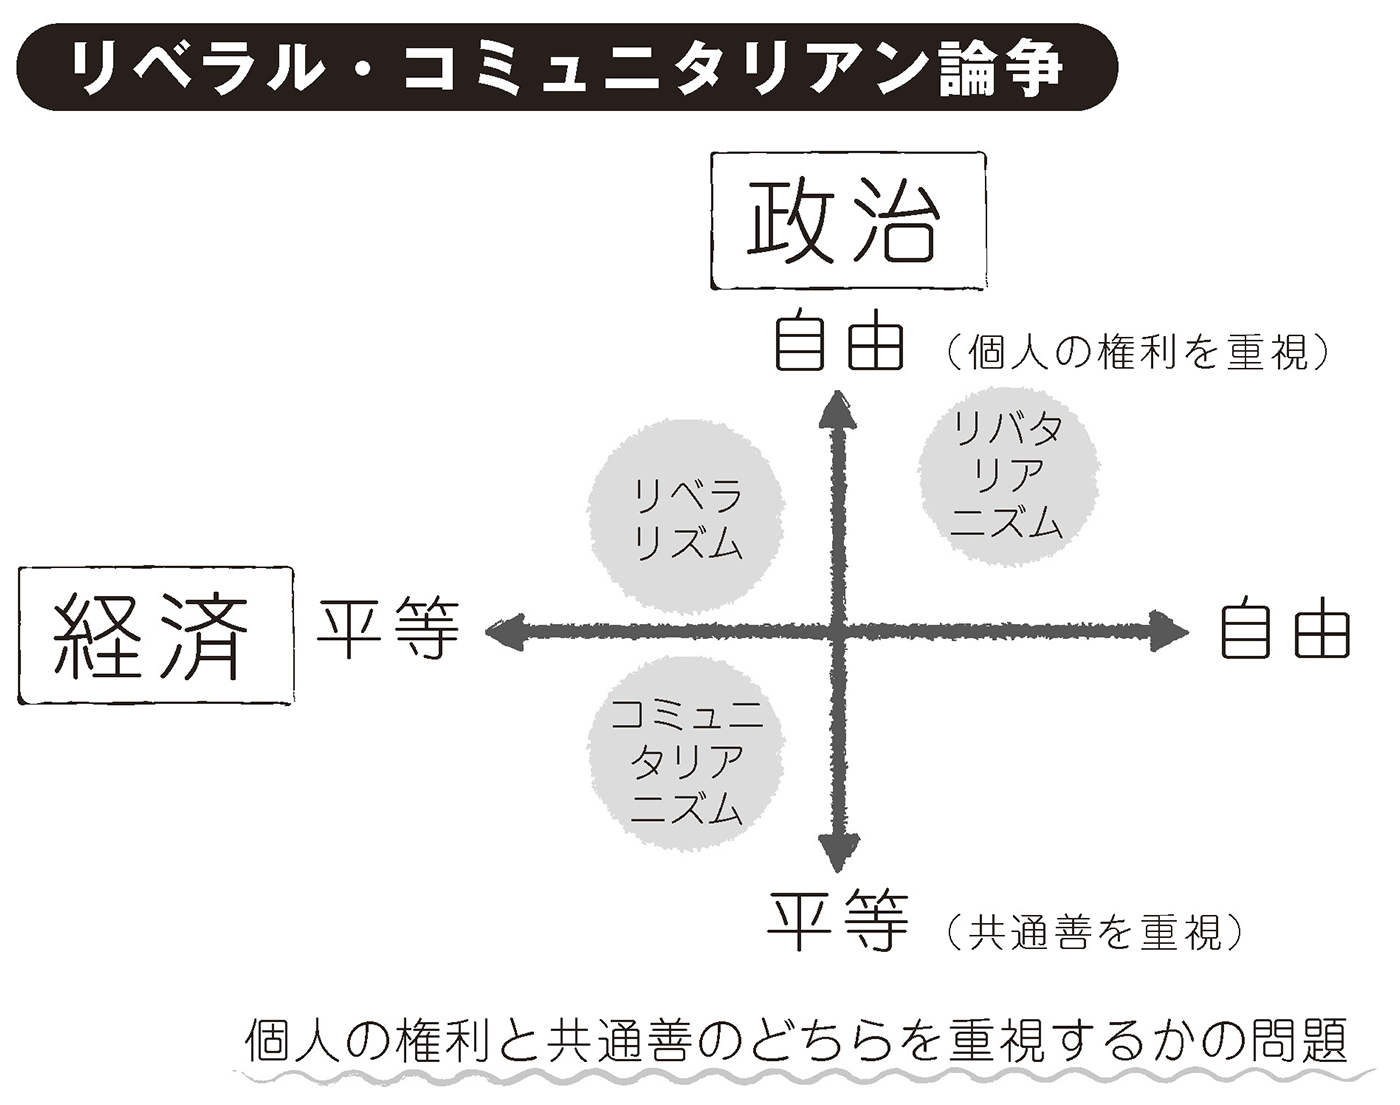 リベラル・コミュニタリアン論争
政治
自由（個人の権利を重視）
リバタ
リア
ニズム
リベラ
リズム
経済 平等 自由
コミュニ
タリア
ニズム
平等（共通善を重視）
個人の権利と共通善のどちらを重視するかの問題